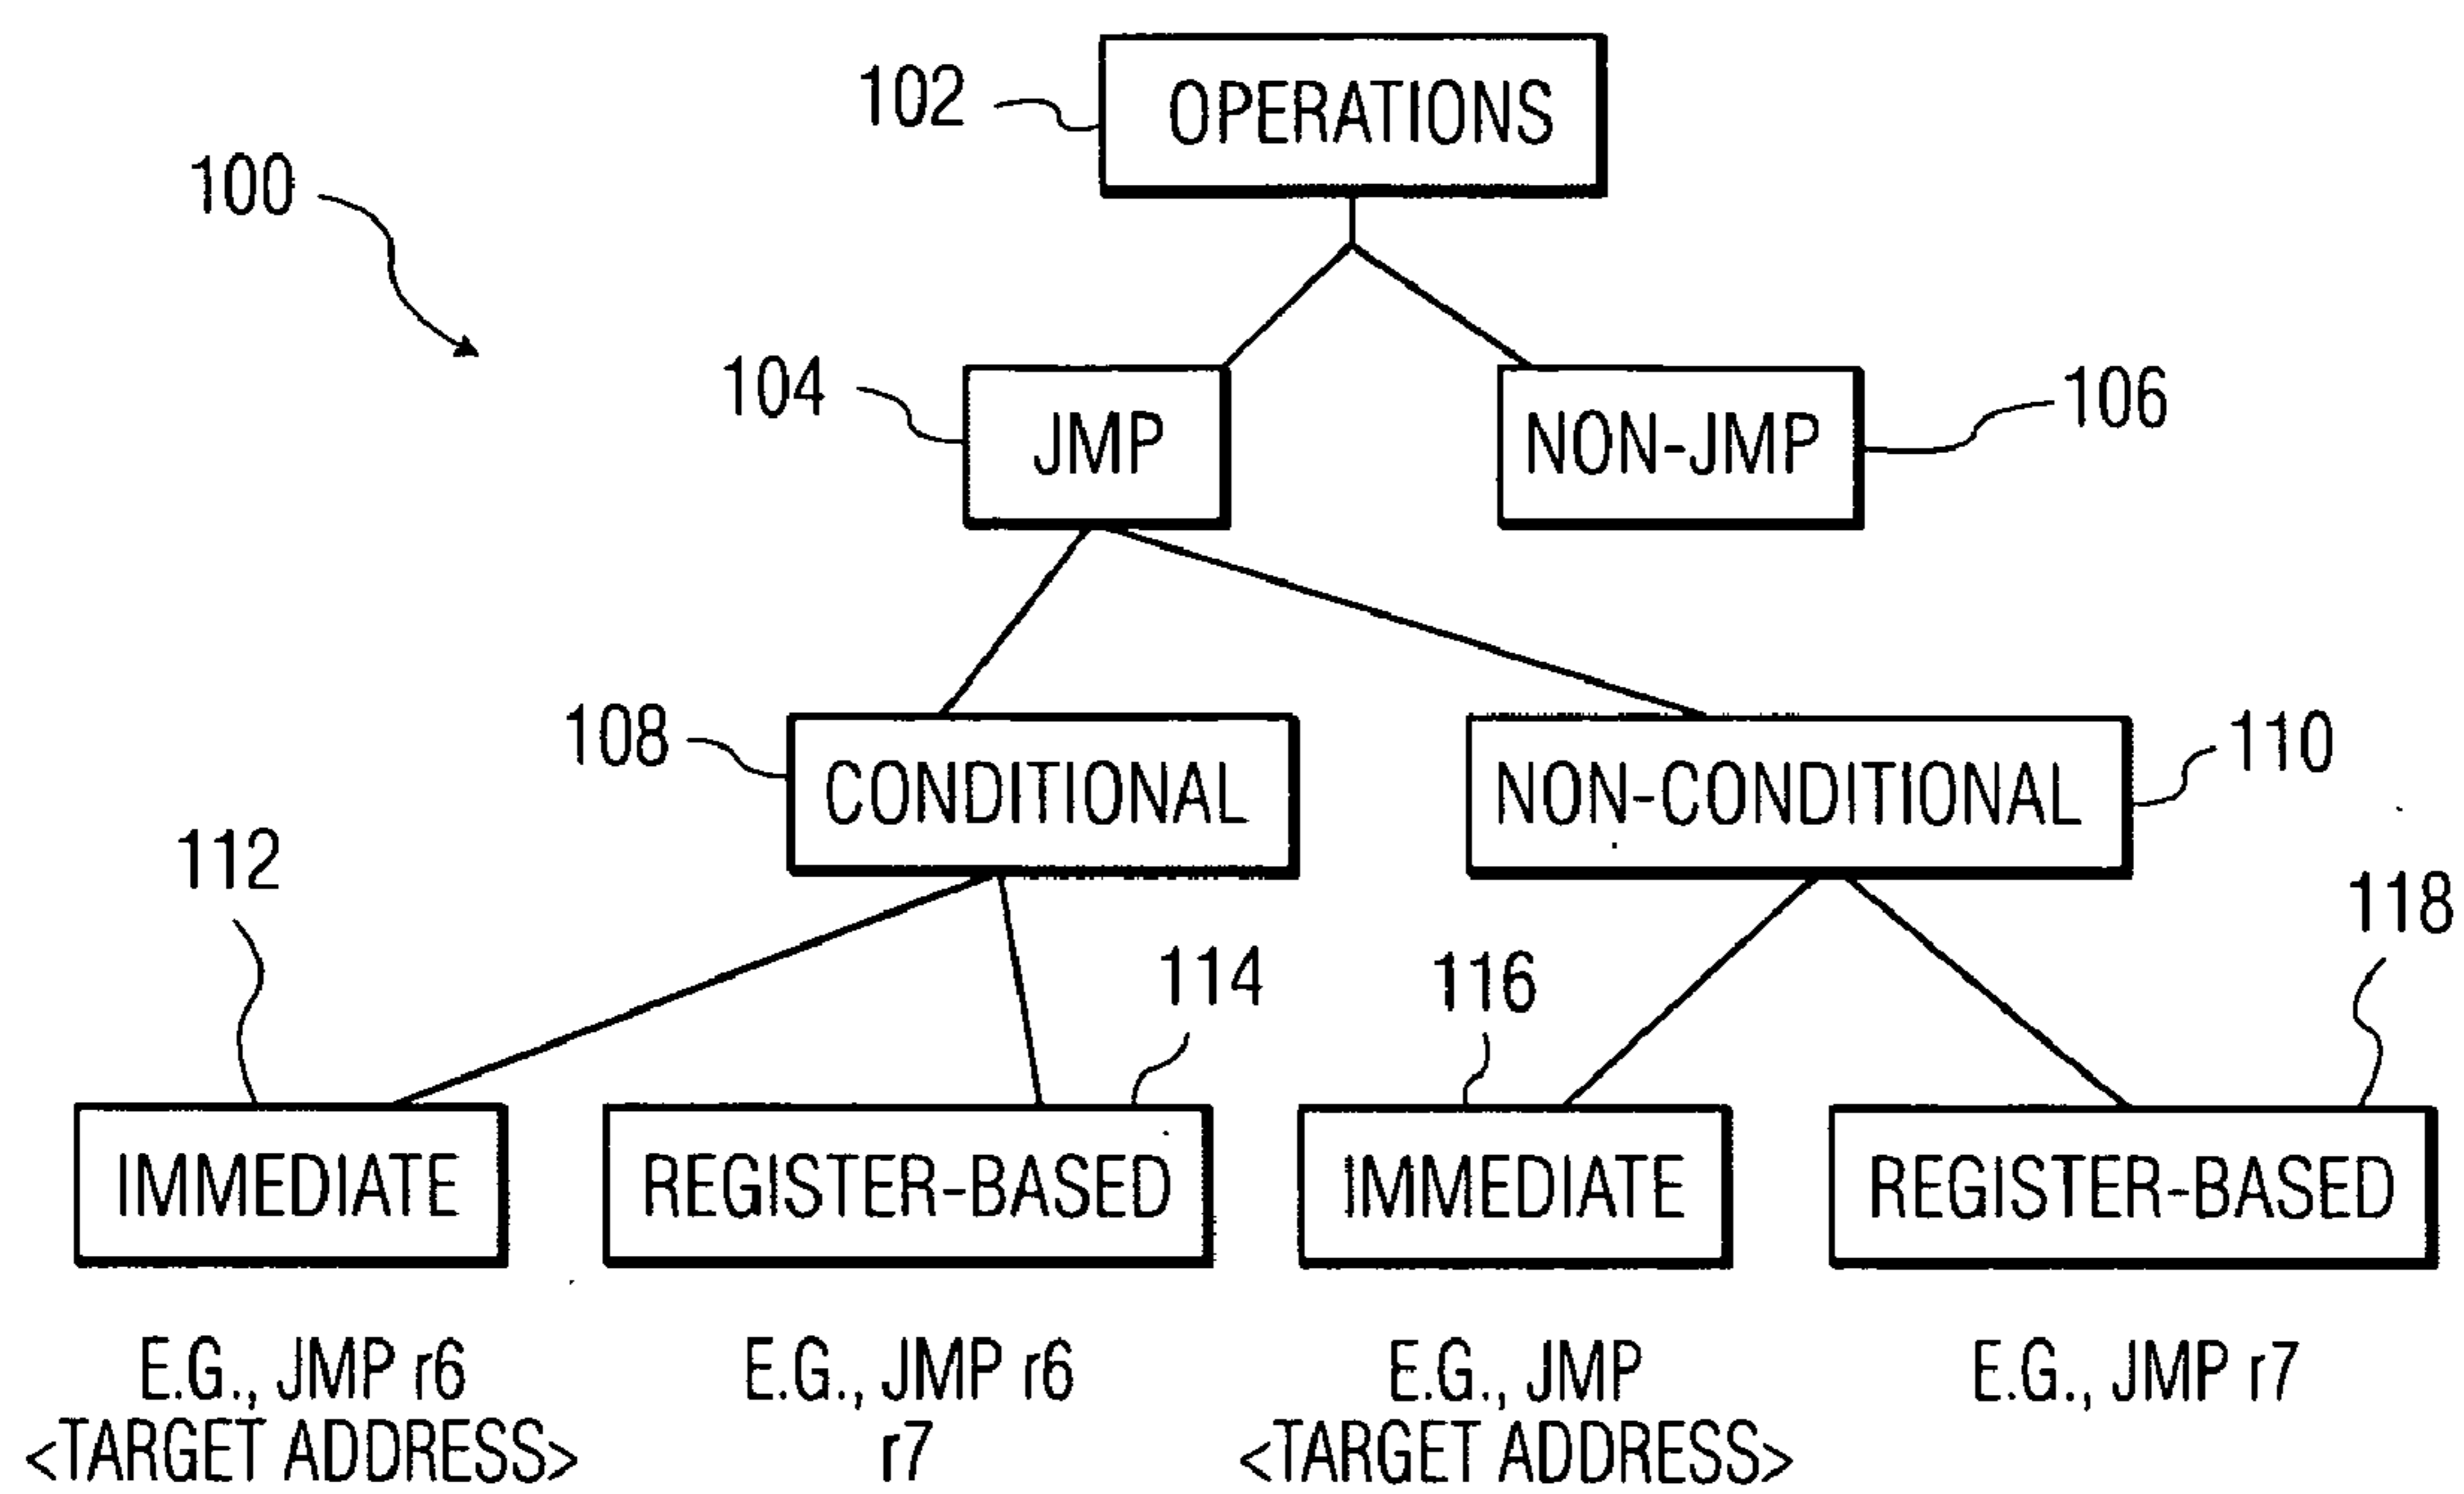 102
OPERATIONS
100
104
JMP
NON-JMP
106
108
CONDITIONAL
NON-CONDITIONAL
110
112
114
116
118
IMMEDIATE
REGISTER-BASED
IMMEDIATE
REGISTER-BASED
E.G., JMP r6
<TARGET ADDRESS>
E.G., JMP r6
r7
E.G., JMP
<TARGET ADDRESS>
E.G., JMP r7